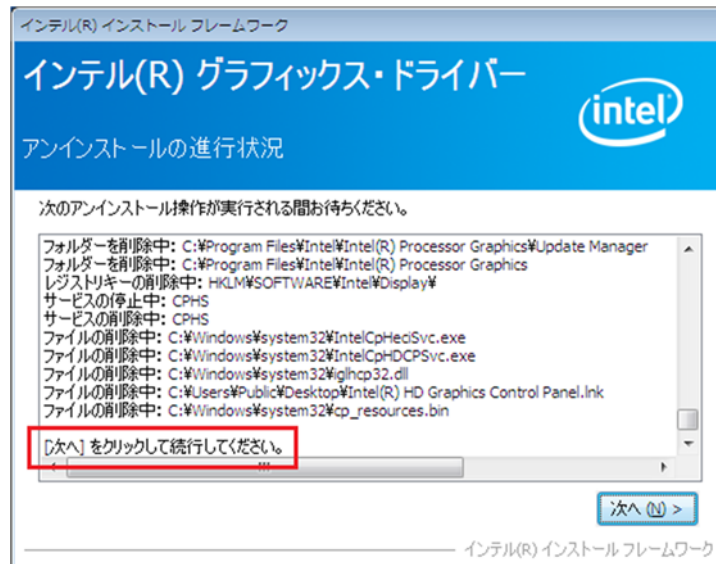 インテル(R) インストール フレームワーク
インテル(R) グラフィックス・ドライバー
intel
アンインストールの進行状況
次のアンインストール操作が実行される間お待ちください。
フォルダーを削除中: C:¥Program Files¥Intel¥Intel(R) Processor Graphics¥Update Manager
フォルダーを削除中: C:¥Program Files¥Intel¥Intel(R) Processor Graphics
レジストリキーの削除中: HKLM¥SOFTWARE¥Intel¥Display¥
サービスの停止中: CPHS
サービスの削除中: CPHS
ファイルの削除中: C:¥Windows¥system32¥IntelCpHeciSvc.exe
ファイルの削除中: C:¥Windows¥system32¥IntelCpHDCPSvc.exe
ファイルの削除中: C:¥Windows¥system32¥iglhcp32.dll
ファイルの削除中: C:¥Users¥Public¥Desktop¥Intel(R) HD Graphics Control Panel.lnk
ファイルの削除中: C:¥Windows¥system32¥cp_resources.bin
[次へ] をクリックして続行してください。
次へ (N) >
インテル(R) インストール フレームワーク